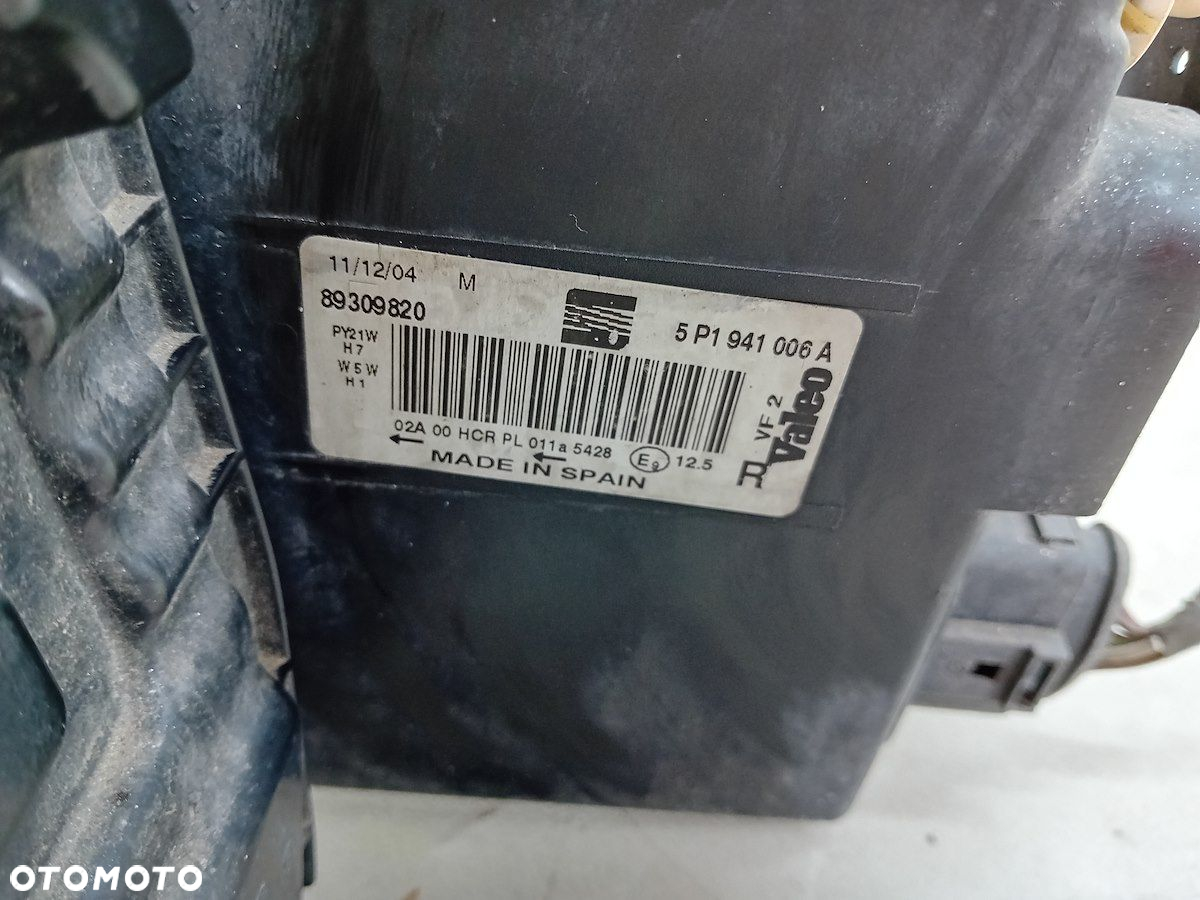 11/12/04 M
89309820
5 P1 941 006 A
PY21W
H7
W5W
H1
02A 00 HCR PL 011a 5428 E9 12.5
MADE IN SPAIN
R VF 2
Valeo
OTOMOTO